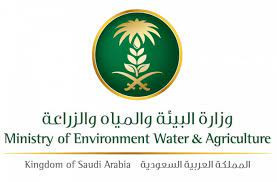 وزارة البيئة والمياه والزراعة
Ministry of Environment Water & Agriculture
Kingdom of Saudi Arabia المملكة العربية السعودية